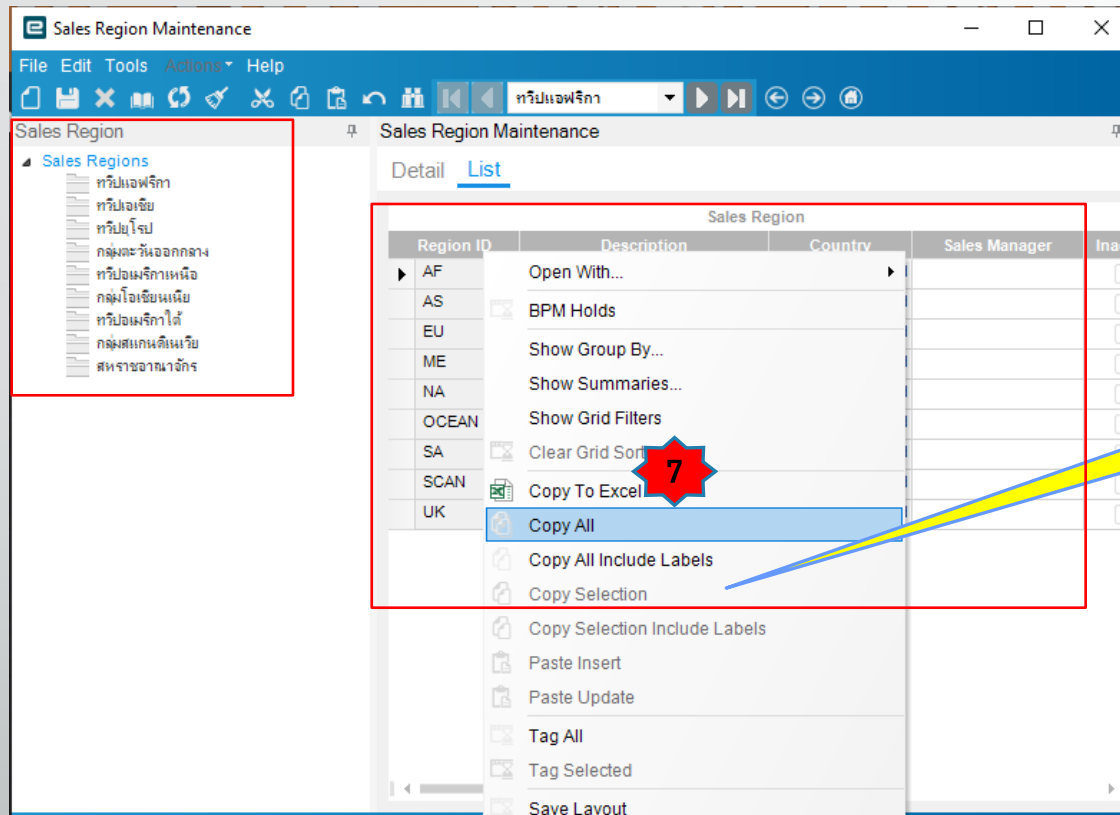 Sales Region Maintenance
File Edit Tools Actions Help
ทวีปแอฟริกา
Sales Region
Sales Regions
ทวีปแอฟริกา
ทวีปเอเชีย
ทวีปยุโรป
กลุ่มตะวันออกกลาง
ทวีปอเมริกาเหนือ
กลุ่มโอเชียนเนีย
ทวีปอเมริกาใต้
กลุ่มสแกนดิเนเวีย
สหราชอาณาจักร
Sales Region Maintenance
Detail List
Sales Region
Region ID Description Country Sales Manager Ina
AF
AS
EU
ME
NA
OCEAN
SA
SCAN
UK
Open With...
BPM Holds
Show Group By...
Show Summaries...
Show Grid Filters
Clear Grid Sort
7
Copy To Excel
Copy All
Copy All Include Labels
Copy Selection
Copy Selection Include Labels
Paste Insert
Paste Update
Tag All
Tag Selected
Save Layout